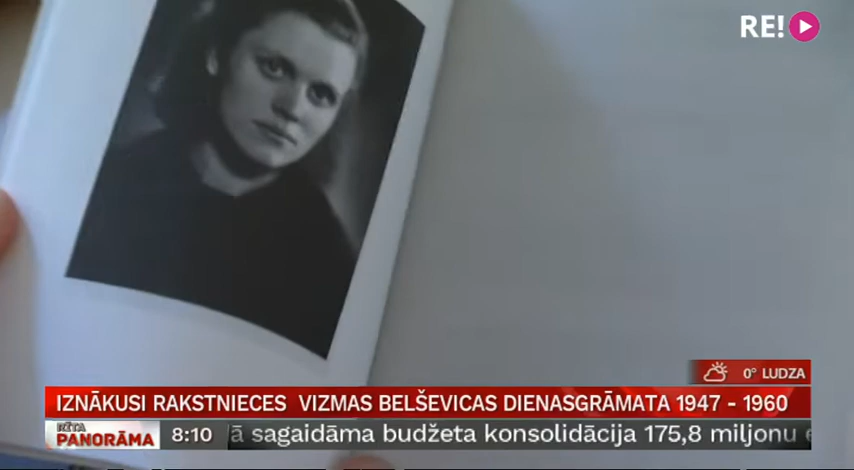 RE!
0° LUDZA
IZNĀKUSI RAKSTNIECES VIZMAS BELŠEVICAS DIENASGRĀMATA 1947 - 1960
RĪTA
PANORĀMA
8:10
sagaidāma budžeta konsolidācija 175,8 miljonu